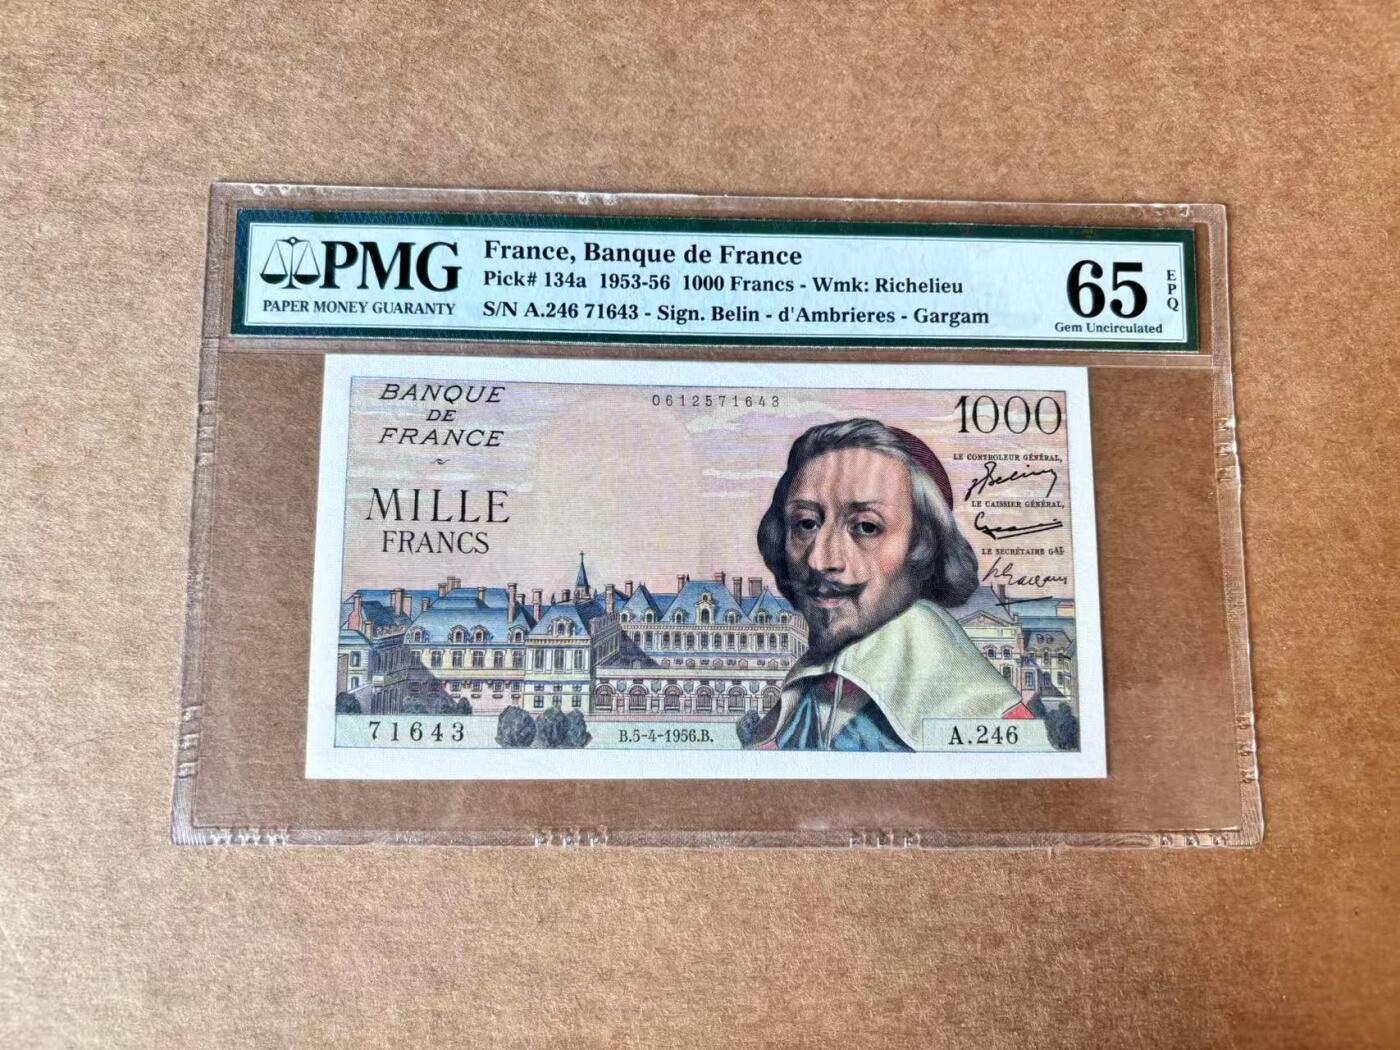 PMG
PAPER MONEY GUARANTY
France, Banque de France
Pick# 134a 1953-56 1000 Francs - Wmk: Richelieu
S/N A.246 71643 - Sign. Belin - d'Ambrieres - Gargam
65
EPQ
Gem Uncirculated
BANQUE
DE
FRANCE
0612571643
1000
MILLE
FRANCS
LE CONTROLEUR GÉNÉRAL,
LE CAISSIER GÉNÉRAL,
LE SECRÉTAIRE GAL
71643
B.5-4-1956.B.
A.246